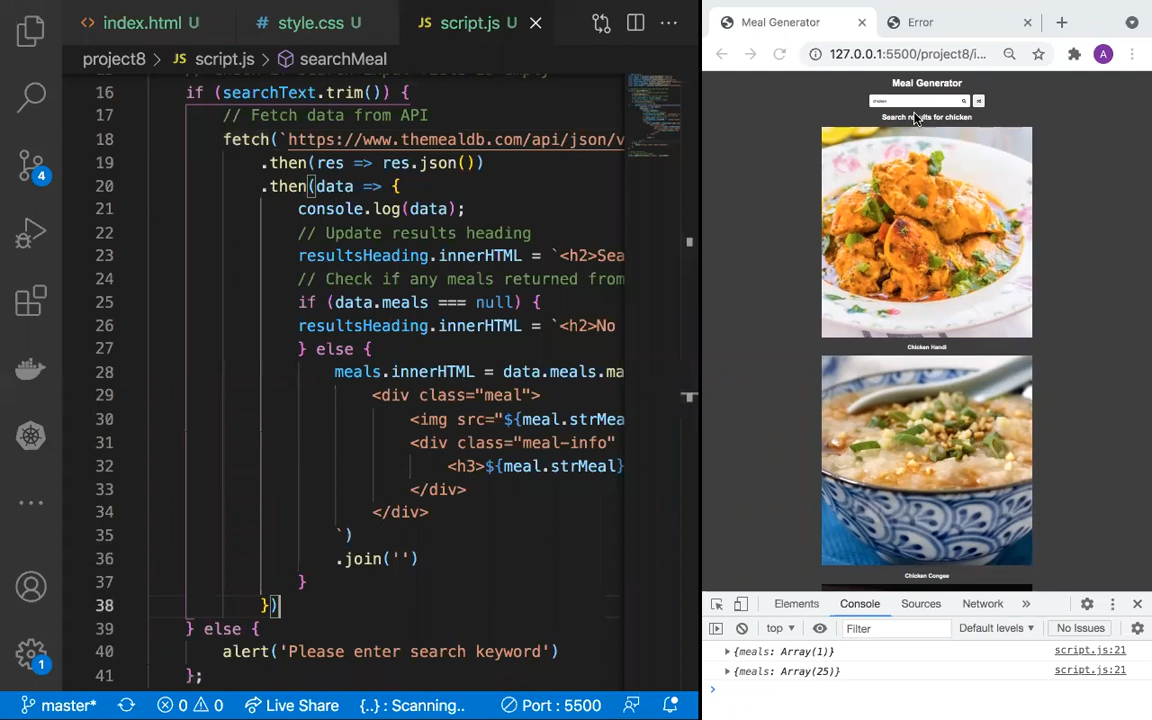 index.html U
# style.css U
JS script.js U
project8 > JS script.js > searchMeal
16 if (searchText.trim()) {
17 // Fetch data from API
18 fetch(`https://www.themealdb.com/api/json/v
19 .then(res => res.json())
20 .then(data => {
21 console.log(data);
22 // Update results heading
23 resultsHeading.innerHTML = `<h2>Sea
24 // Check if any meals returned from
25 if (data.meals === null) {
26 resultsHeading.innerHTML = `<h2>No
27 } else {
28 meals.innerHTML = data.meals.ma
29 <div class="meal">
30 <img src="${meal.strMea
31 <div class="meal-info"
32 <h3>${meal.strMeal}
33 </div>
34 </div>
35 `)
36 .join('')
37 }
38 })
39 } else {
40 alert('Please enter search keyword')
41 };
4
1
master* 0 0 Live Share {..} : Scanning.. Port : 5500
Meal Generator
Error
127.0.0.1:5500/project8/i...
A
Meal Generator
chicken
Search results for chicken
Chicken Handi
Chicken Congee
Elements Console Sources Network »
top Filter Default levels No Issues
{meals: Array(1)} script.js:21
{meals: Array(25)} script.js:21